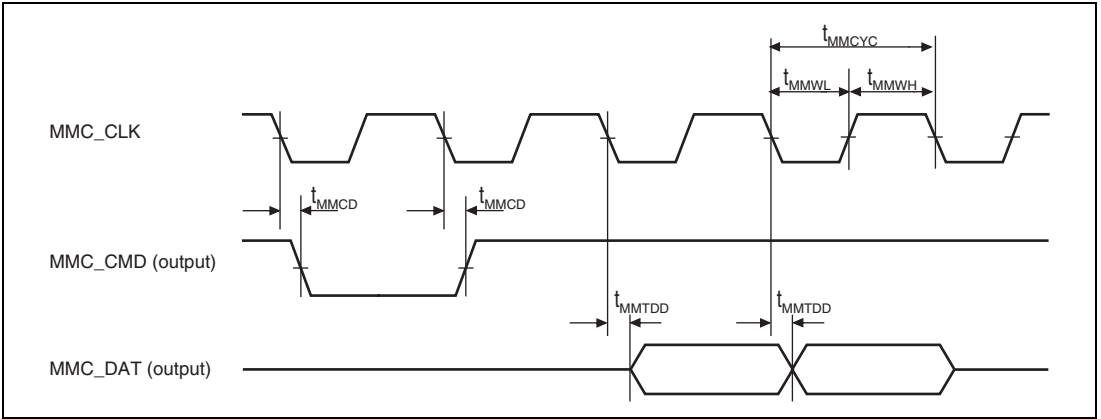 tMMCYC
tMMWL tMMWH
MMC_CLK
tMMCD tMMCD
MMC_CMD (output)
tMMTDD tMMTDD
MMC_DAT (output)